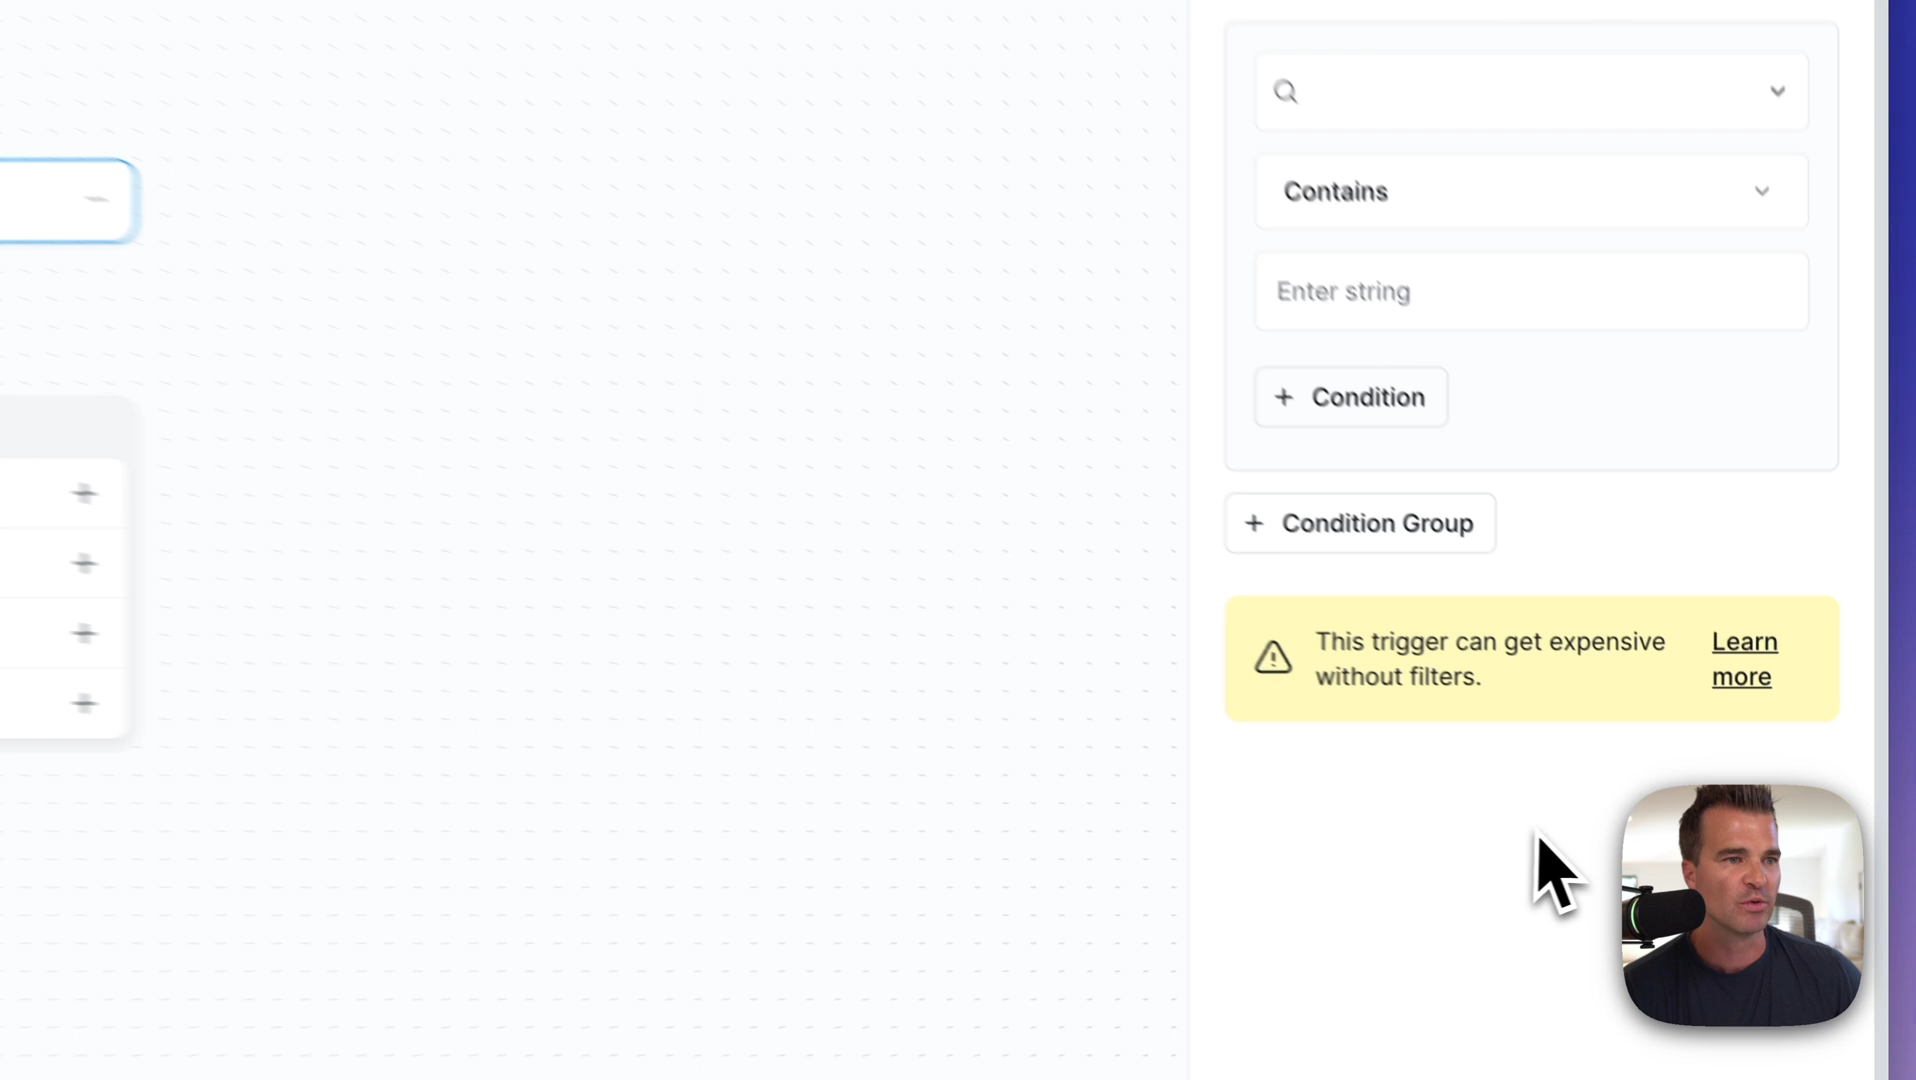 Contains
Enter string
+ Condition
+ Condition Group
This trigger can get expensive
without filters.
Learn
more